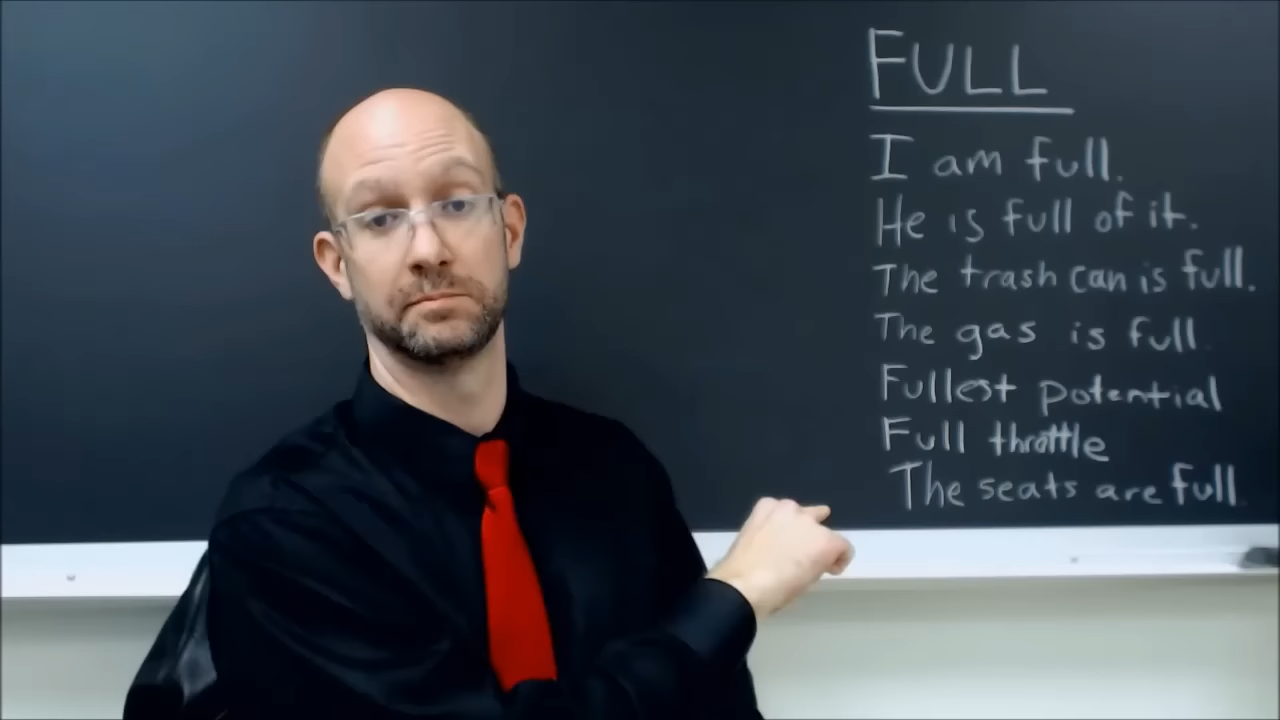 FULL
I am full.
He is full of it.
The trash can is full.
The gas is full
Fullest potential
Full throttle
The seats are full.